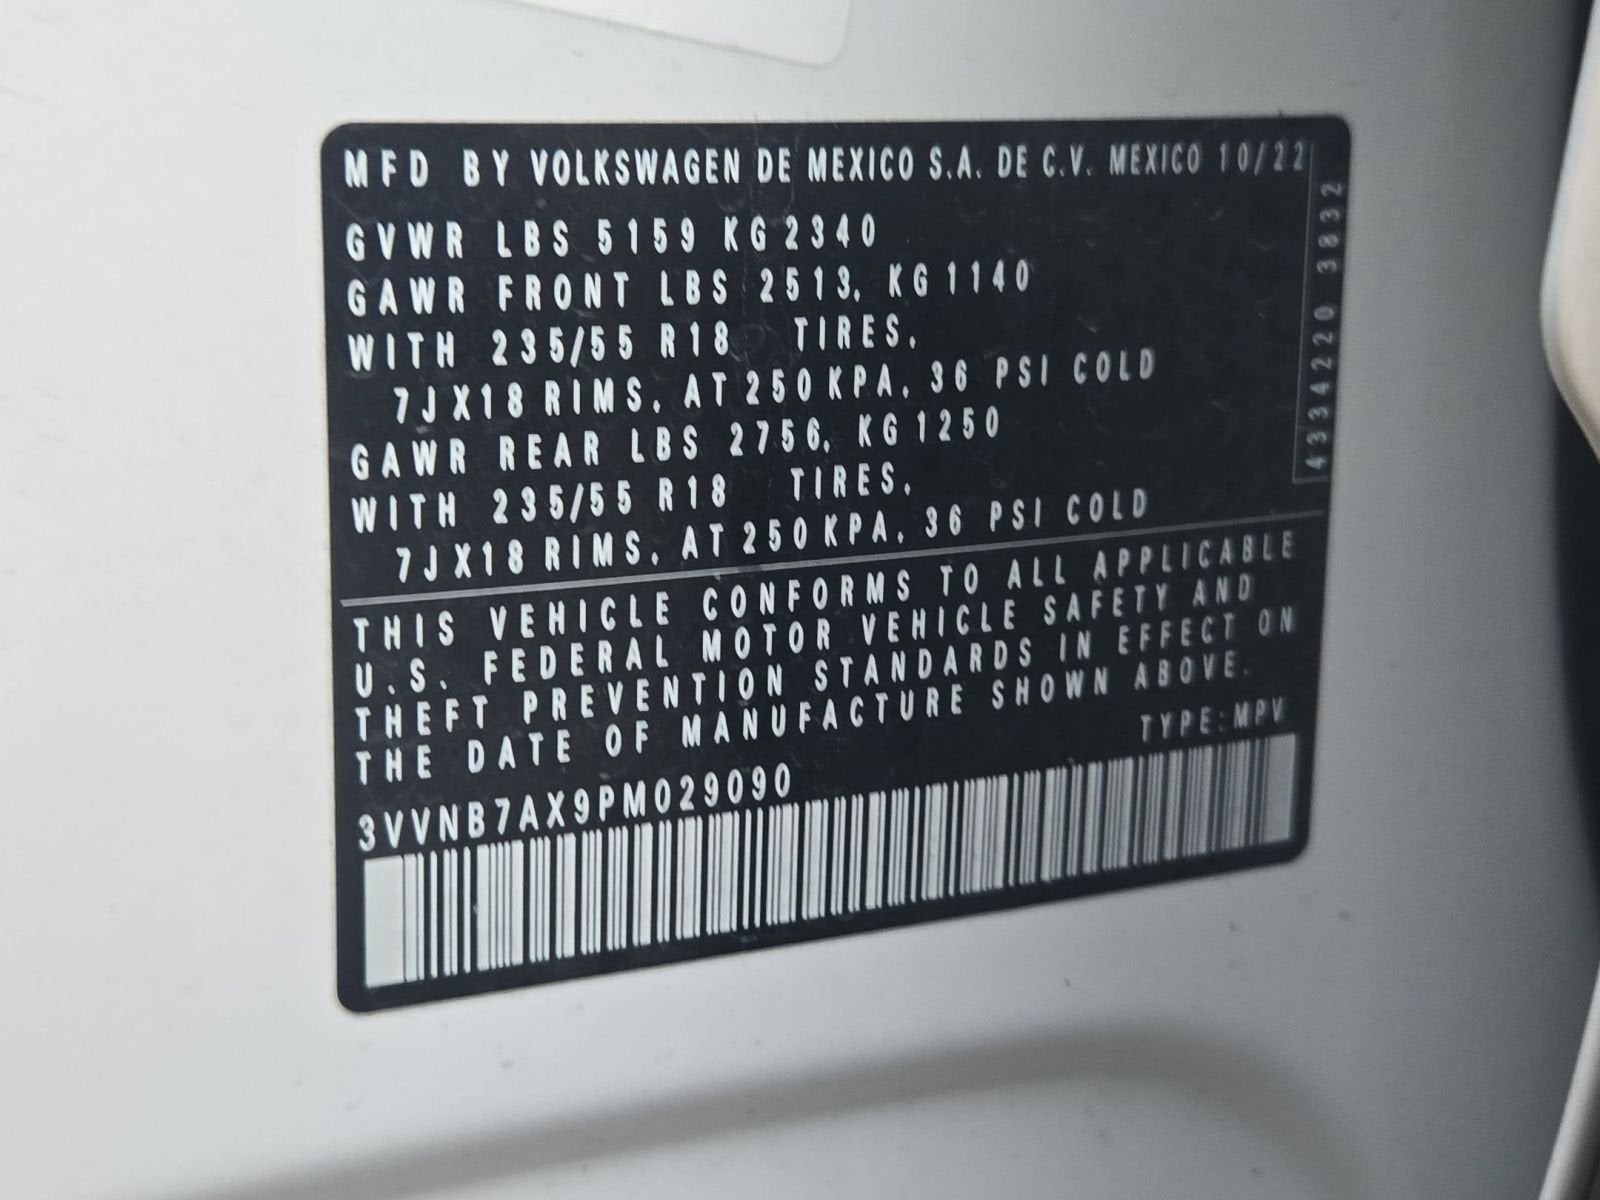 MFD BY VOLKSWAGEN DE MEXICO S.A. DE C.V. MEXICO 10/22
GVWR LBS 5159 KG 2340
GAWR FRONT LBS 2513, KG 1140
WITH 235/55 R18 TIRES,
7JX18 RIMS, AT 250 KPA, 36 PSI COLD
GAWR REAR LBS 2756, KG 1250
WITH 235/55 R18 TIRES,
7JX18 RIMS, AT 250 KPA, 36 PSI COLD
4334220 3832
THIS VEHICLE CONFORMS TO ALL APPLICABLE
U.S. FEDERAL MOTOR VEHICLE SAFETY AND
THEFT PREVENTION STANDARDS IN EFFECT ON
THE DATE OF MANUFACTURE SHOWN ABOVE.
TYPE:MPV
3VVNB7AX9PM029090